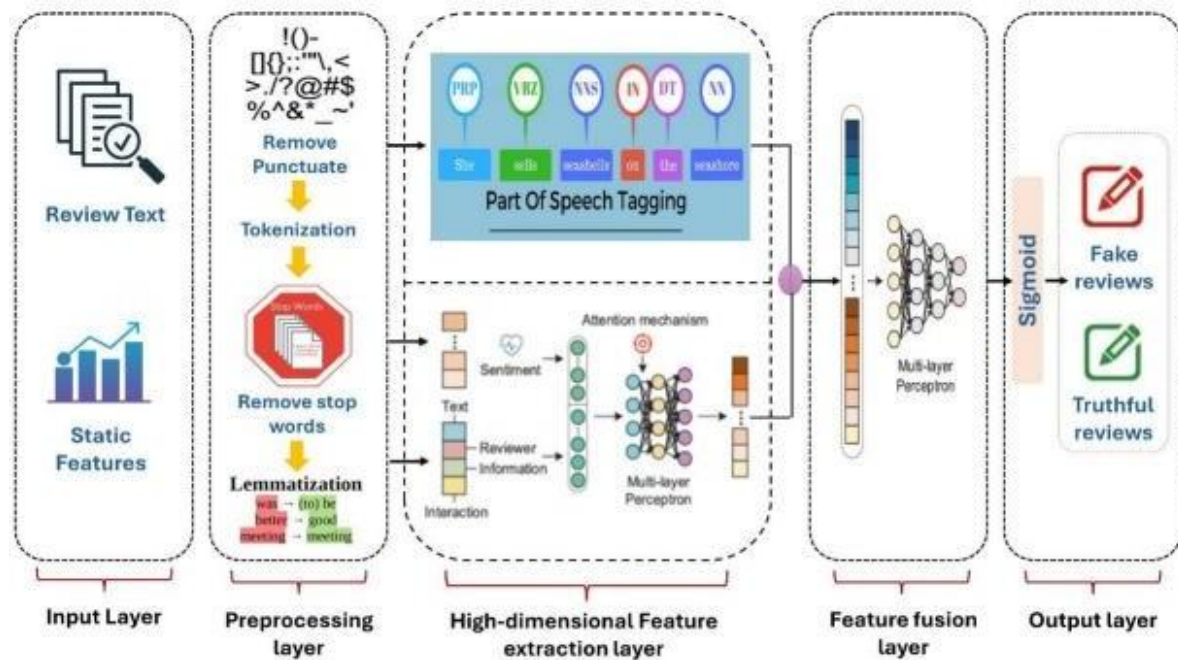 Review Text
Static
Features
Input Layer
!()-
[]{};:'"\,<
>./?@#$
%^&*_~'
Remove
Punctuate
Tokenization
Stop Words
Remove stop
words
Lemmatization
was → (to) be
better → good
meeting → meeting
Preprocessing
layer
PRP VBZ NNS IN DT NN
She sells seashells on the seashore
Part Of Speech Tagging
Attention mechanism
Sentiment
Text
Reviewer
Information
Interaction
Multi-layer
Perceptron
High-dimensional Feature
extraction layer
Multi-layer
Perceptron
Feature fusion
layer
Sigmoid
Fake
reviews
Truthful
reviews
Output layer